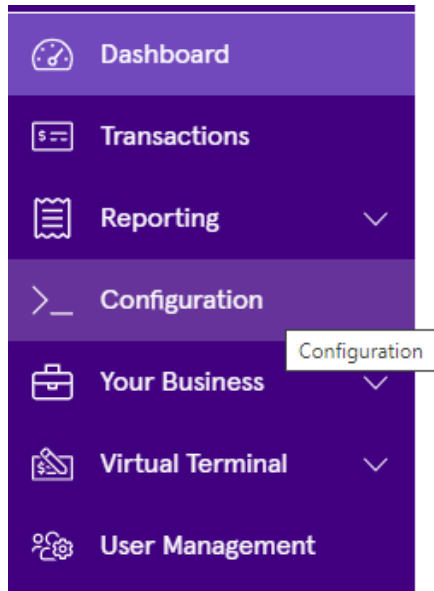 Dashboard
Transactions
Reporting
Configuration
Configuration
Your Business
Virtual Terminal
User Management